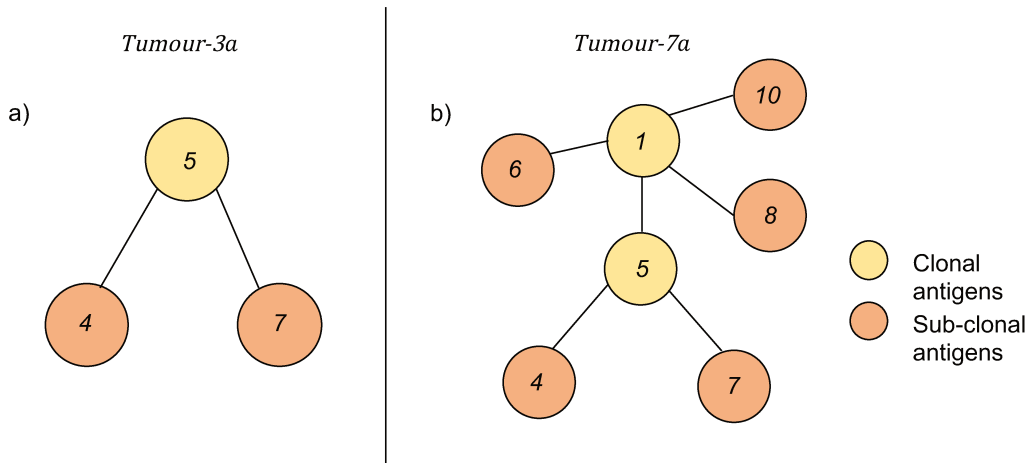 Tumour-3a
a)
5
4
7
Tumour-7a
b)
10
1
6
8
5
4
7
Clonal
antigens
Sub-clonal
antigens